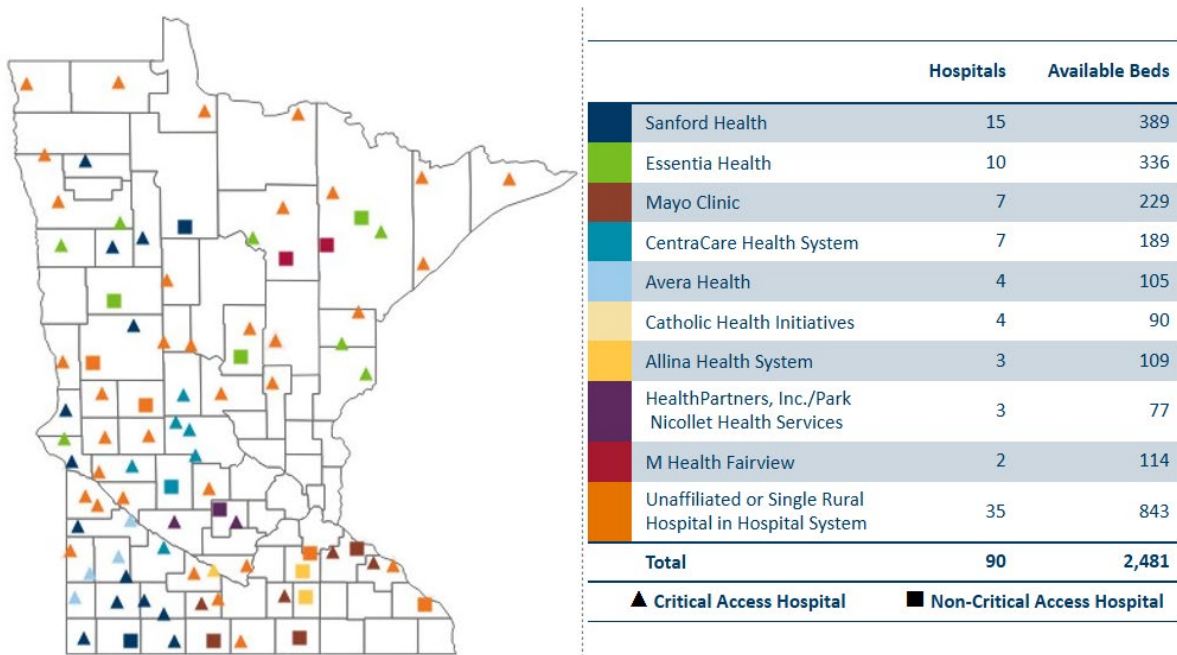 Hospitals Available Beds
Sanford Health 15 389
Essentia Health 10 336
Mayo Clinic 7 229
CentraCare Health System 7 189
Avera Health 4 105
Catholic Health Initiatives 4 90
Allina Health System 3 109
HealthPartners, Inc./Park
Nicollet Health Services 3 77
M Health Fairview 2 114
Unaffiliated or Single Rural
Hospital in Hospital System 35 843
Total 90 2,481
Critical Access Hospital Non-Critical Access Hospital